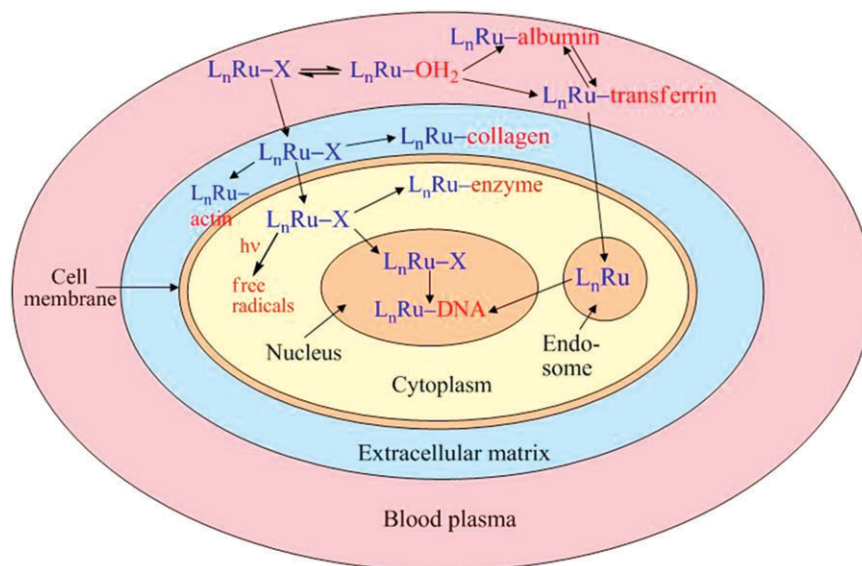 LₙRu–albumin
LₙRu–X
LₙRu–OH₂
LₙRu–transferrin
LₙRu–X
LₙRu–collagen
LₙRu–
actin
LₙRu–enzyme
LₙRu–X
hν
free
radicals
LₙRu–X
LₙRu–DNA
LₙRu
Cell
membrane
Nucleus
Endo-
some
Cytoplasm
Extracellular matrix
Blood plasma